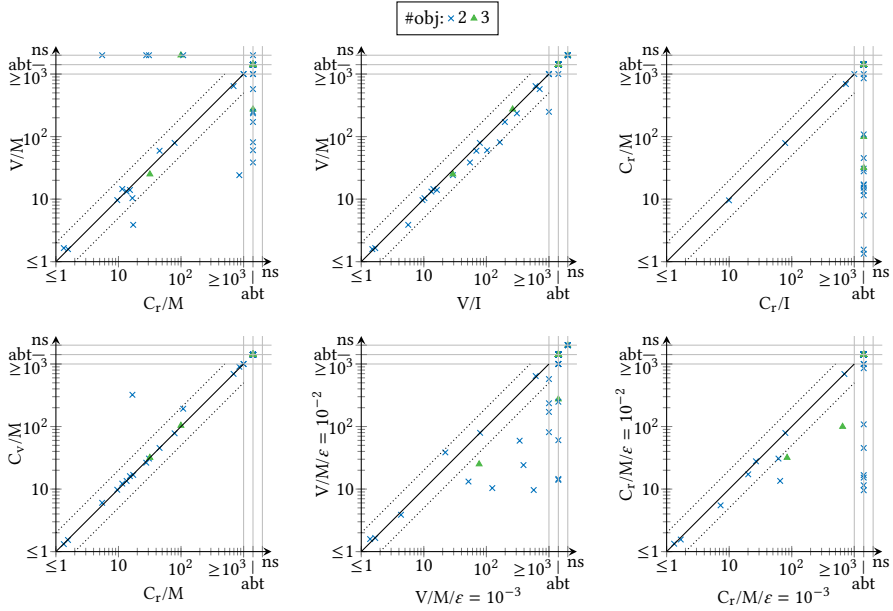 #obj: × 2 ▲ 3
ns
abt
≥10³
10²
10
≤1
V/M
≤1 10 10² ≥10³ abt ns
C_r/M
ns
abt
≥10³
10²
10
≤1
V/M
≤1 10 10² ≥10³ abt ns
V/I
ns
abt
≥10³
10²
10
≤1
C_r/M
≤1 10 10² ≥10³ abt ns
C_r/I
ns
abt
≥10³
10²
10
≤1
C_v/M
≤1 10 10² ≥10³ abt ns
C_r/M
ns
abt
≥10³
10²
10
≤1
V/M/ε = 10⁻²
≤1 10 10² ≥10³ abt ns
V/M/ε = 10⁻³
ns
abt
≥10³
10²
10
≤1
C_r/M/ε = 10⁻²
≤1 10 10² ≥10³ abt ns
C_r/M/ε = 10⁻³